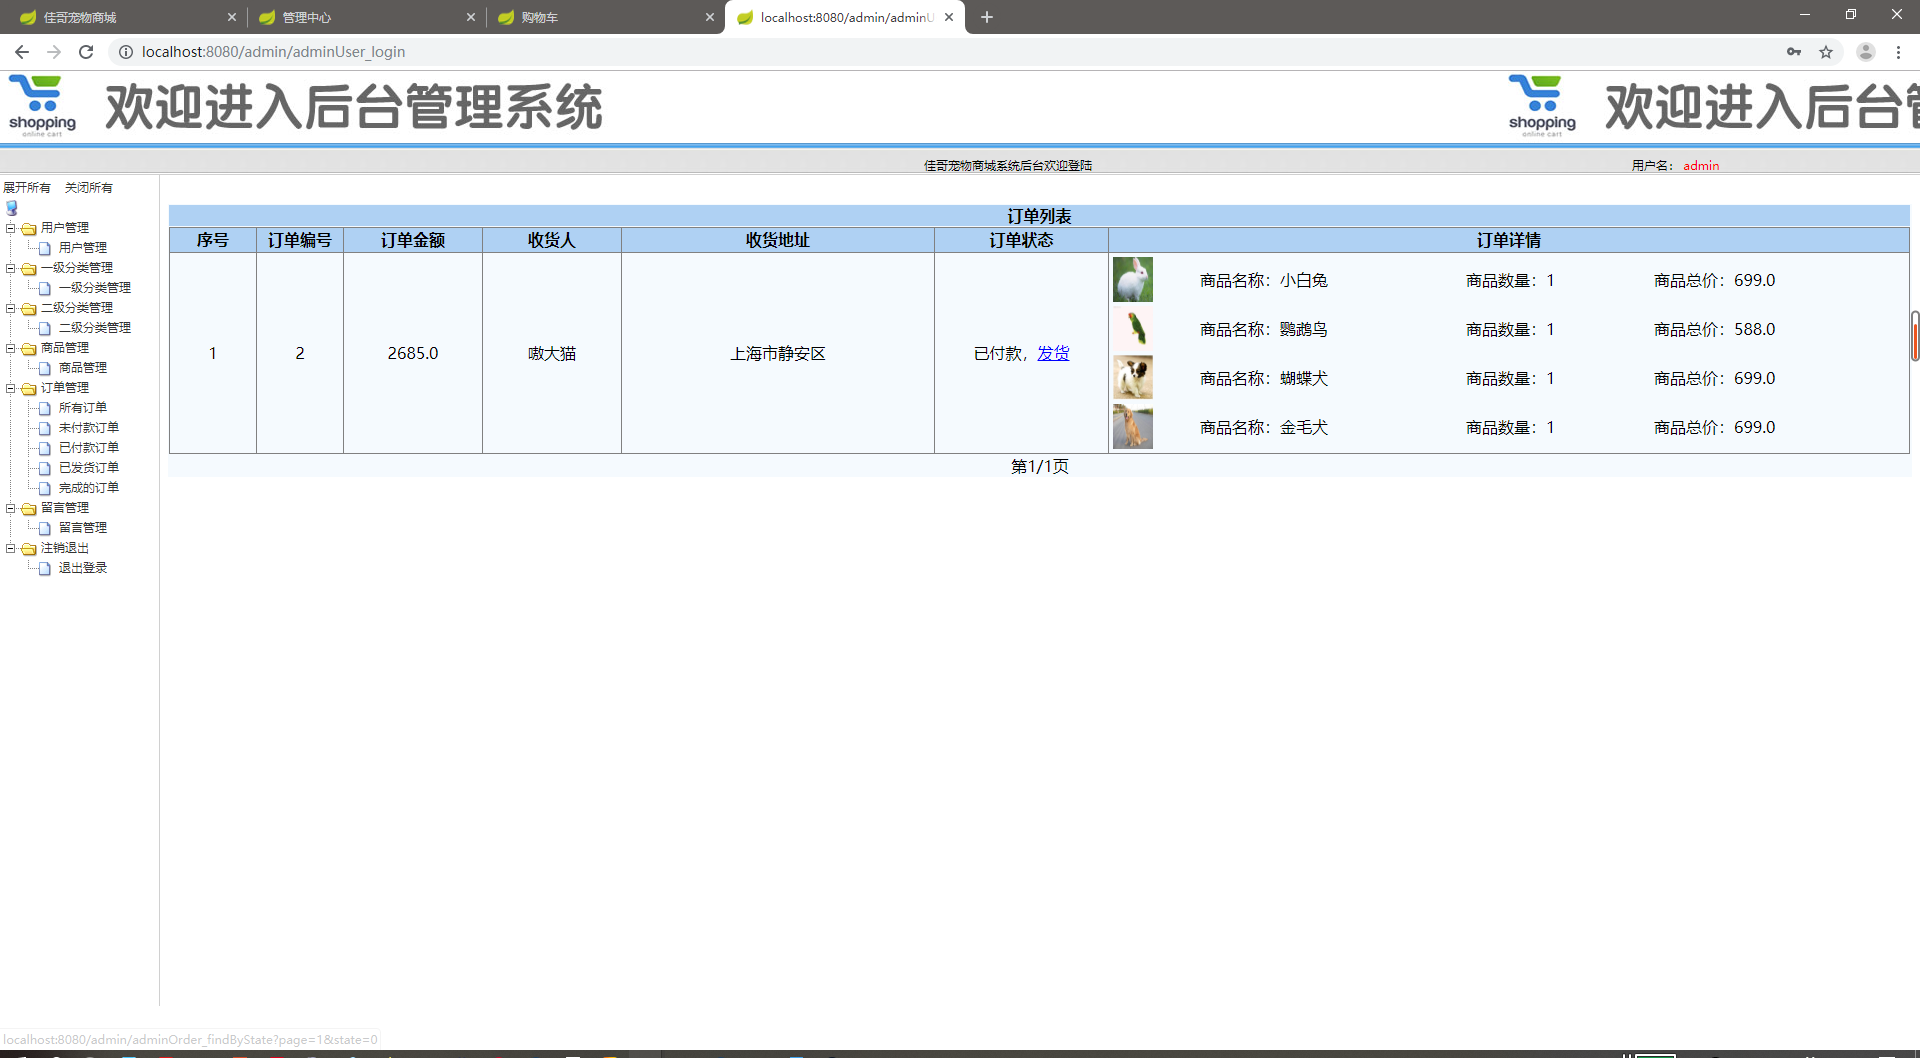 佳哥宠物商城
管理中心
购物车
localhost:8080/admin/adminU
localhost:8080/admin/adminUser_login
shopping
online cart
欢迎进入后台管理系统
shopping
online cart
欢迎进入后台管
佳哥宠物商城系统后台欢迎登陆
用户名： admin
展开所有 关闭所有
用户管理
用户管理
一级分类管理
一级分类管理
二级分类管理
二级分类管理
商品管理
商品管理
订单管理
所有订单
未付款订单
已付款订单
已发货订单
完成的订单
留言管理
留言管理
注销退出
退出登录
订单列表
序号 订单编号 订单金额 收货人 收货地址 订单状态 订单详情
1 2 2685.0 嗷大猫 上海市静安区 已付款，发货
商品名称：小白兔 商品数量：1 商品总价：699.0
商品名称：鹦鹉鸟 商品数量：1 商品总价：588.0
商品名称：蝴蝶犬 商品数量：1 商品总价：699.0
商品名称：金毛犬 商品数量：1 商品总价：699.0
第1/1页
localhost:8080/admin/adminOrder_findByState?page=1&state=0